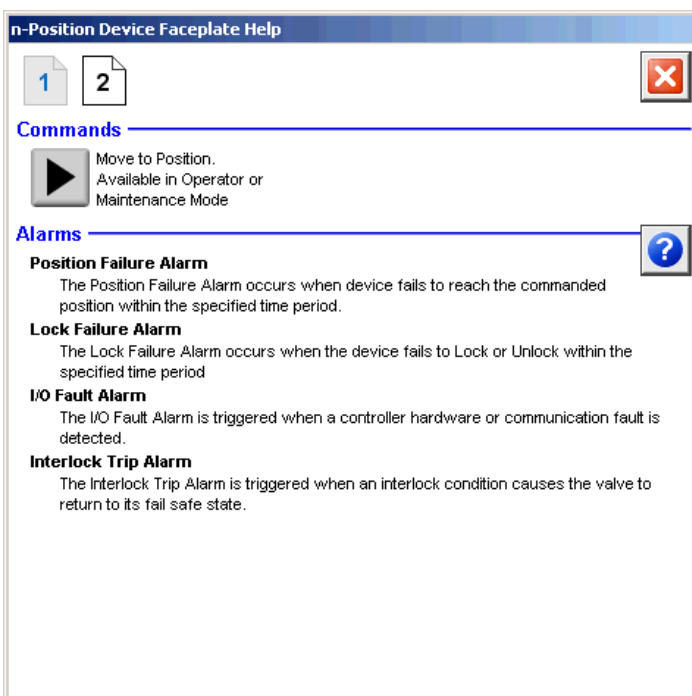 n-Position Device Faceplate Help
1 2
Commands
Move to Position.
Available in Operator or
Maintenance Mode
Alarms
?
Position Failure Alarm
The Position Failure Alarm occurs when device fails to reach the commanded
position within the specified time period.
Lock Failure Alarm
The Lock Failure Alarm occurs when the device fails to Lock or Unlock within the
specified time period
I/O Fault Alarm
The I/O Fault Alarm is triggered when a controller hardware or communication fault is
detected.
Interlock Trip Alarm
The Interlock Trip Alarm is triggered when an interlock condition causes the valve to
return to its fail safe state.